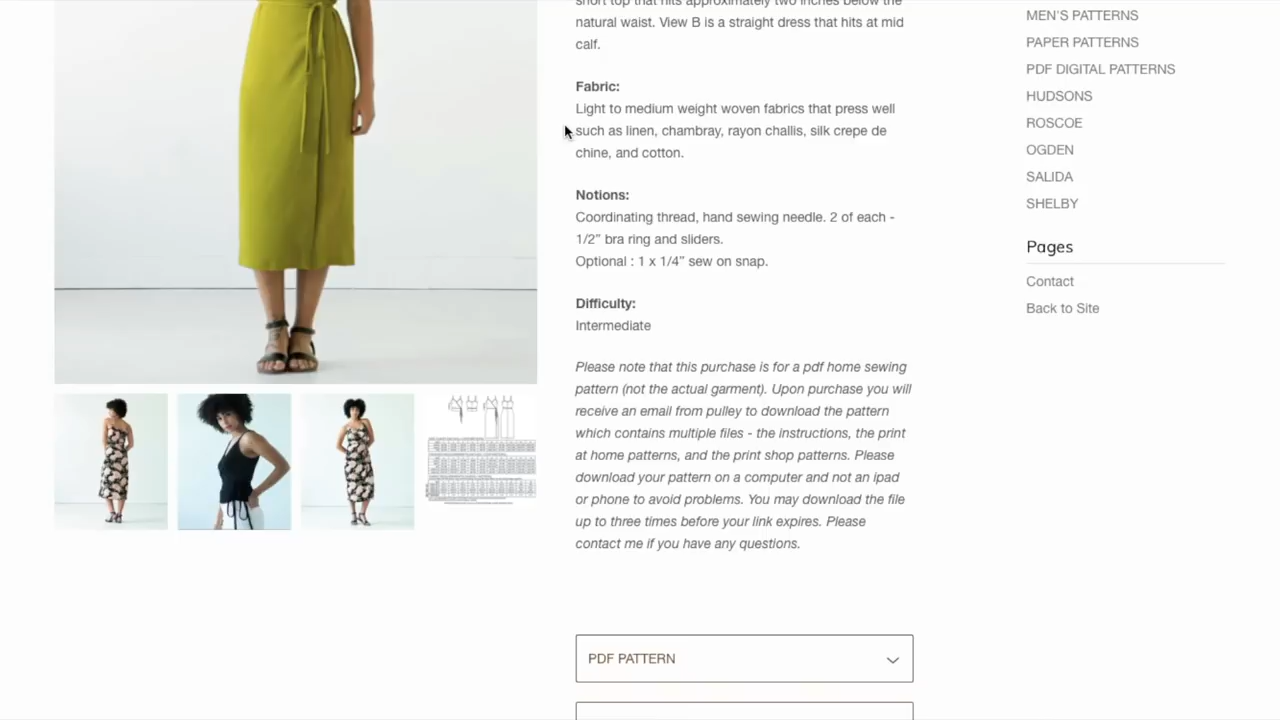 short top that hits approximately two inches below the
natural waist. View B is a straight dress that hits at mid
calf.
Fabric:
Light to medium weight woven fabrics that press well
such as linen, chambray, rayon challis, silk crepe de
chine, and cotton.
Notions:
Coordinating thread, hand sewing needle. 2 of each -
1/2” bra ring and sliders.
Optional : 1 x 1/4” sew on snap.
Difficulty:
Intermediate
Please note that this purchase is for a pdf home sewing
pattern (not the actual garment). Upon purchase you will
receive an email from pulley to download the pattern
which contains multiple files - the instructions, the print
at home patterns, and the print shop patterns. Please
download your pattern on a computer and not an ipad
or phone to avoid problems. You may download the file
up to three times before your link expires. Please
contact me if you have any questions.
PDF PATTERN
MEN'S PATTERNS
PAPER PATTERNS
PDF DIGITAL PATTERNS
HUDSONS
ROSCOE
OGDEN
SALIDA
SHELBY
Pages
Contact
Back to Site